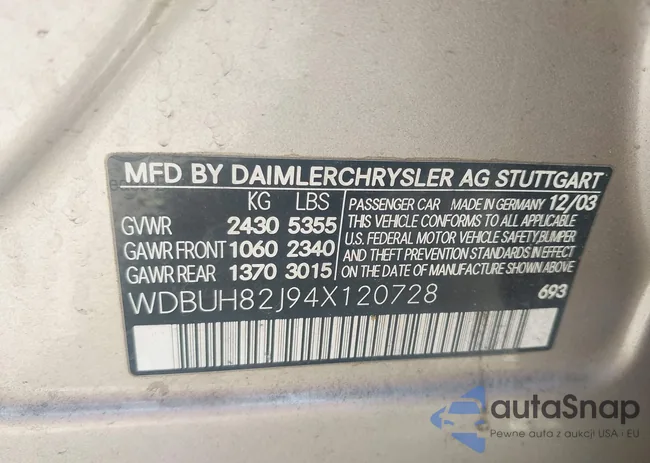 MFD BY DAIMLERCHRYSLER AG STUTTGART
KG LBS
GVWR 2430 5355
GAWR FRONT 1060 2340
GAWR REAR 1370 3015
PASSENGER CAR MADE IN GERMANY 12/03
THIS VEHICLE CONFORMS TO ALL APPLICABLE
U.S. FEDERAL MOTOR VEHICLE SAFETY,BUMPER
AND THEFT PREVENTION STANDARDS IN EFFECT
ON THE DATE OF MANUFACTURE SHOWN ABOVE.
WDBUH82J94X120728 693
autaSnap
Pewne auta z aukcji USA i EU